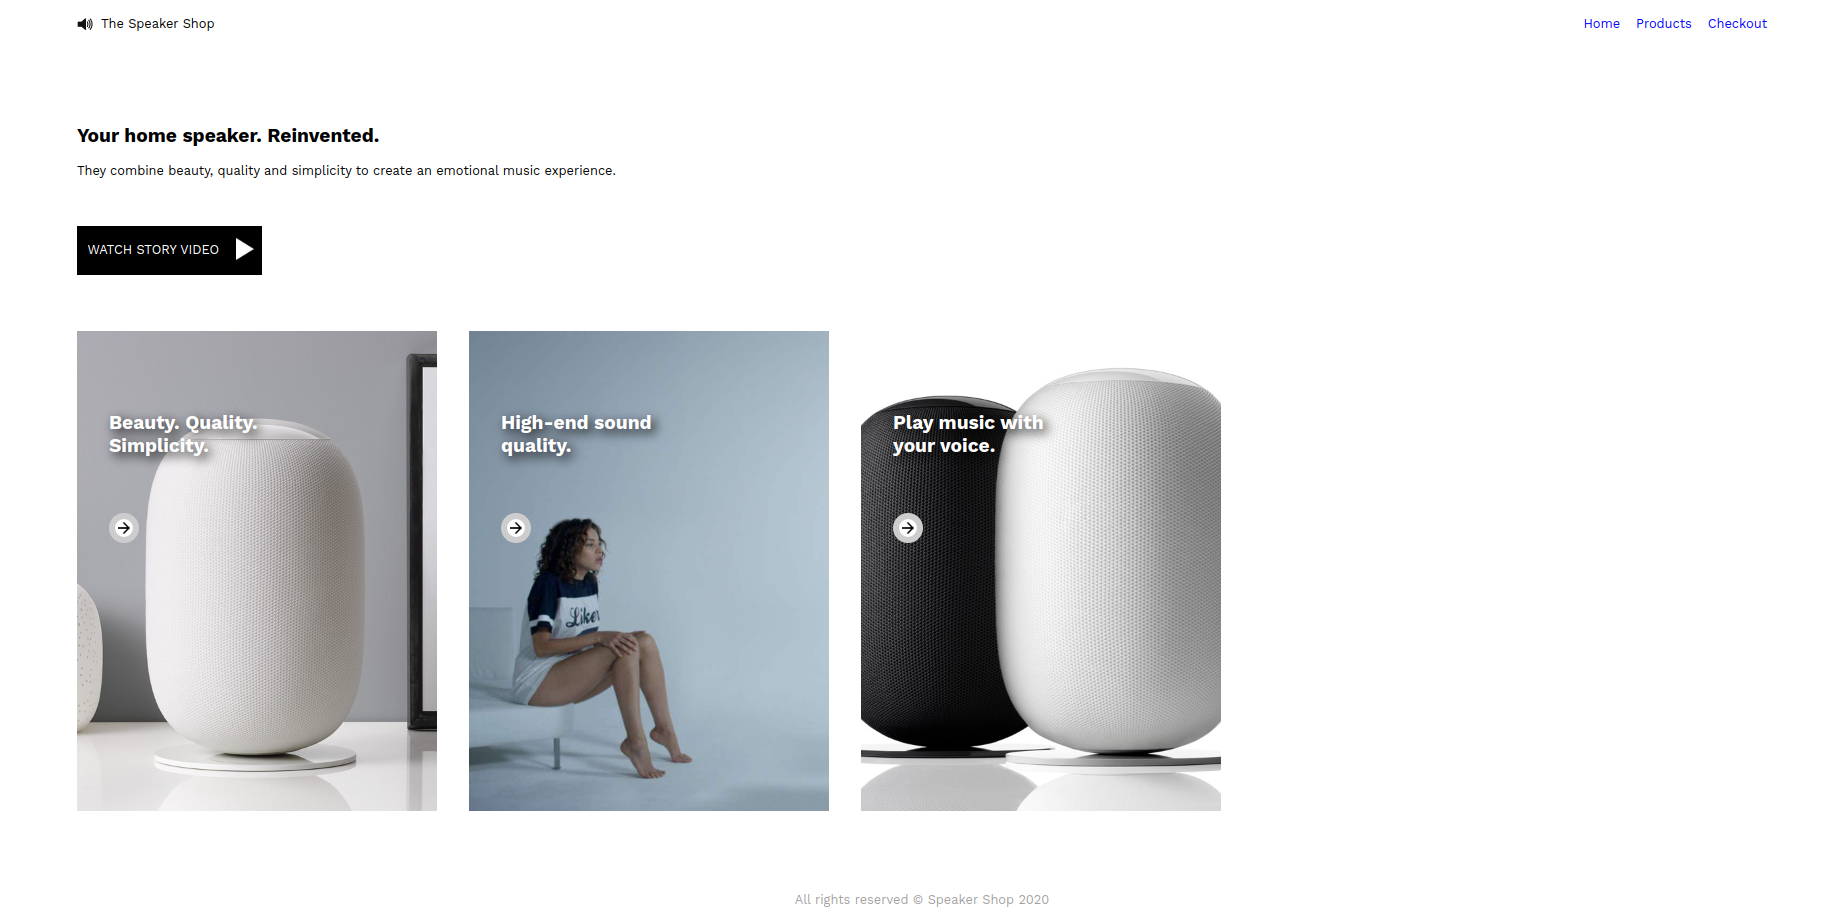 The Speaker Shop
Home Products Checkout
Your home speaker. Reinvented.
They combine beauty, quality and simplicity to create an emotional music experience.
WATCH STORY VIDEO
Beauty. Quality.
Simplicity.
High-end sound
quality.
Play music with
your voice.
Liker
All rights reserved © Speaker Shop 2020